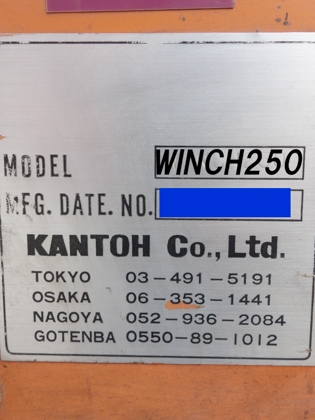 MODEL WINCH250
MFG. DATE. NO.
KANTOH Co., Ltd.
TOKYO 03-491-5191
OSAKA 06-353-1441
NAGOYA 052-936-2084
GOTENBA 0550-89-1012